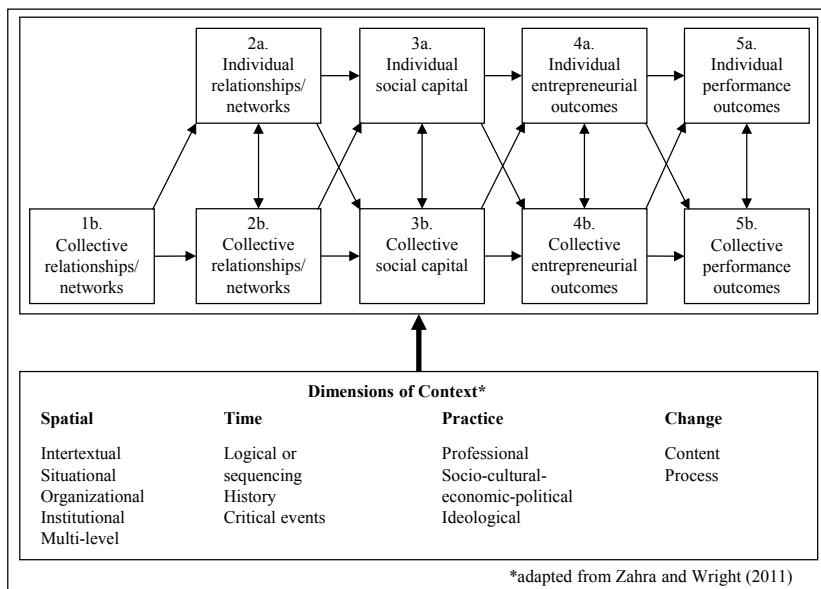 2a.
Individual
relationships/
networks
3a.
Individual
social capital
4a.
Individual
entrepreneurial
outcomes
5a.
Individual
performance
outcomes
1b.
Collective
relationships/
networks
2b.
Collective
relationships/
networks
3b.
Collective
social capital
4b.
Collective
entrepreneurial
outcomes
5b.
Collective
performance
outcomes
Dimensions of Context*
Spatial
Intertextual
Situational
Organizational
Institutional
Multi-level
Time
Logical or
sequencing
History
Critical events
Practice
Professional
Socio-cultural-
economic-political
Ideological
Change
Content
Process
*adapted from Zahra and Wright (2011)